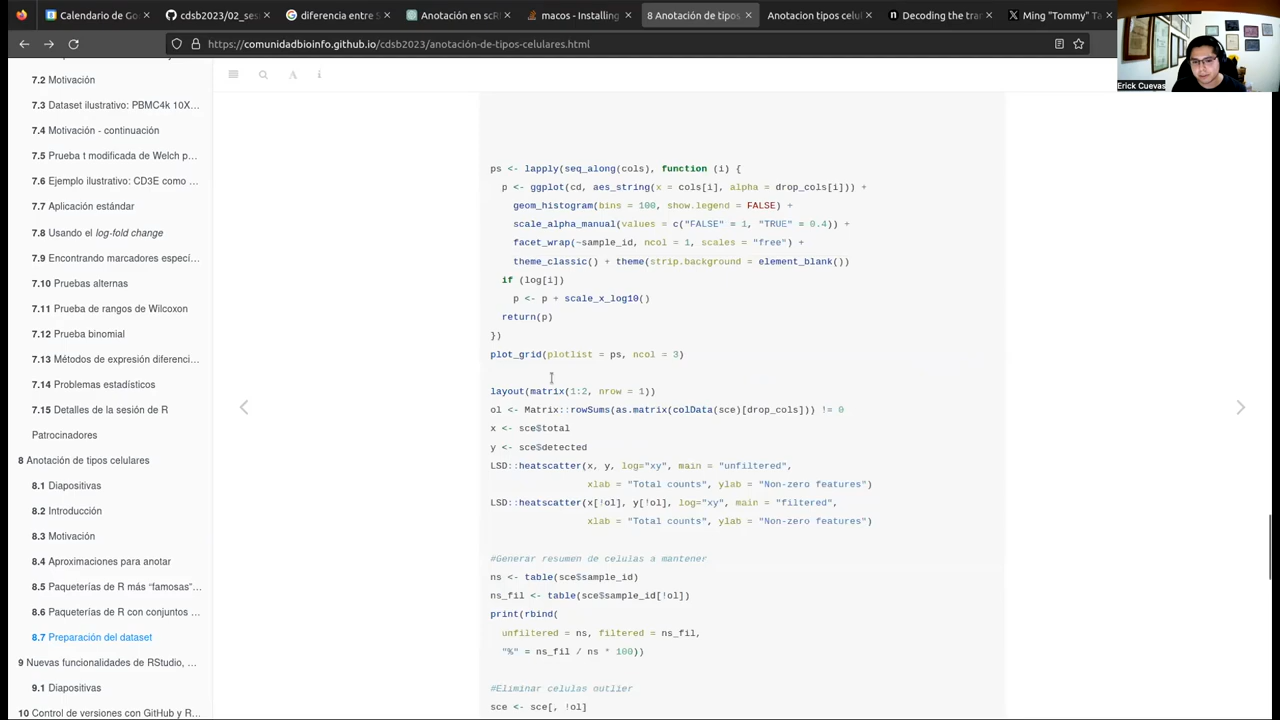 Calendario de Go
cdsb2023/02_ses
diferencia entre S
Anotación en scR
macos - Installing
8 Anotación de tipos
Anotacion tipos celul
Decoding the tra
Ming "Tommy" Ta
https://comunidadbioinfo.github.io/cdsb2023/anotación-de-tipos-celulares.html
Erick Cuevas
7.2 Motivación
7.3 Dataset ilustrativo: PBMC4k 10X…
7.4 Motivación - continuación
7.5 Prueba t modificada de Welch p…
7.6 Ejemplo ilustrativo: CD3E como …
7.7 Aplicación estándar
7.8 Usando el log-fold change
7.9 Encontrando marcadores especí…
7.10 Pruebas alternas
7.11 Prueba de rangos de Wilcoxon
7.12 Prueba binomial
7.13 Métodos de expresión diferenci…
7.14 Problemas estadísticos
7.15 Detalles de la sesión de R
Patrocinadores
8 Anotación de tipos celulares
8.1 Diapositivas
8.2 Introducción
8.3 Motivación
8.4 Aproximaciones para anotar
8.5 Paqueterías de R más “famosas”…
8.6 Paqueterías de R con conjuntos …
8.7 Preparación del dataset
9 Nuevas funcionalidades de RStudio, …
9.1 Diapositivas
10 Control de versiones con GitHub y R…
ps <- lapply(seq_along(cols), function (i) {
p <- ggplot(cd, aes_string(x = cols[i], alpha = drop_cols[i])) +
geom_histogram(bins = 100, show.legend = FALSE) +
scale_alpha_manual(values = c("FALSE" = 1, "TRUE" = 0.4)) +
facet_wrap(~sample_id, ncol = 1, scales = "free") +
theme_classic() + theme(strip.background = element_blank())
if (log[i])
p <- p + scale_x_log10()
return(p)
})
plot_grid(plotlist = ps, ncol = 3)
layout(matrix(1:2, nrow = 1))
ol <- Matrix::rowSums(as.matrix(colData(sce)[drop_cols])) != 0
x <- sce$total
y <- sce$detected
LSD::heatscatter(x, y, log="xy", main = "unfiltered",
xlab = "Total counts", ylab = "Non-zero features")
LSD::heatscatter(x[!ol], y[!ol], log="xy", main = "filtered",
xlab = "Total counts", ylab = "Non-zero features")
#Generar resumen de celulas a mantener
ns <- table(sce$sample_id)
ns_fil <- table(sce$sample_id[!ol])
print(rbind(
unfiltered = ns, filtered = ns_fil,
"%" = ns_fil / ns * 100))
#Eliminar celulas outlier
sce <- sce[, !ol]